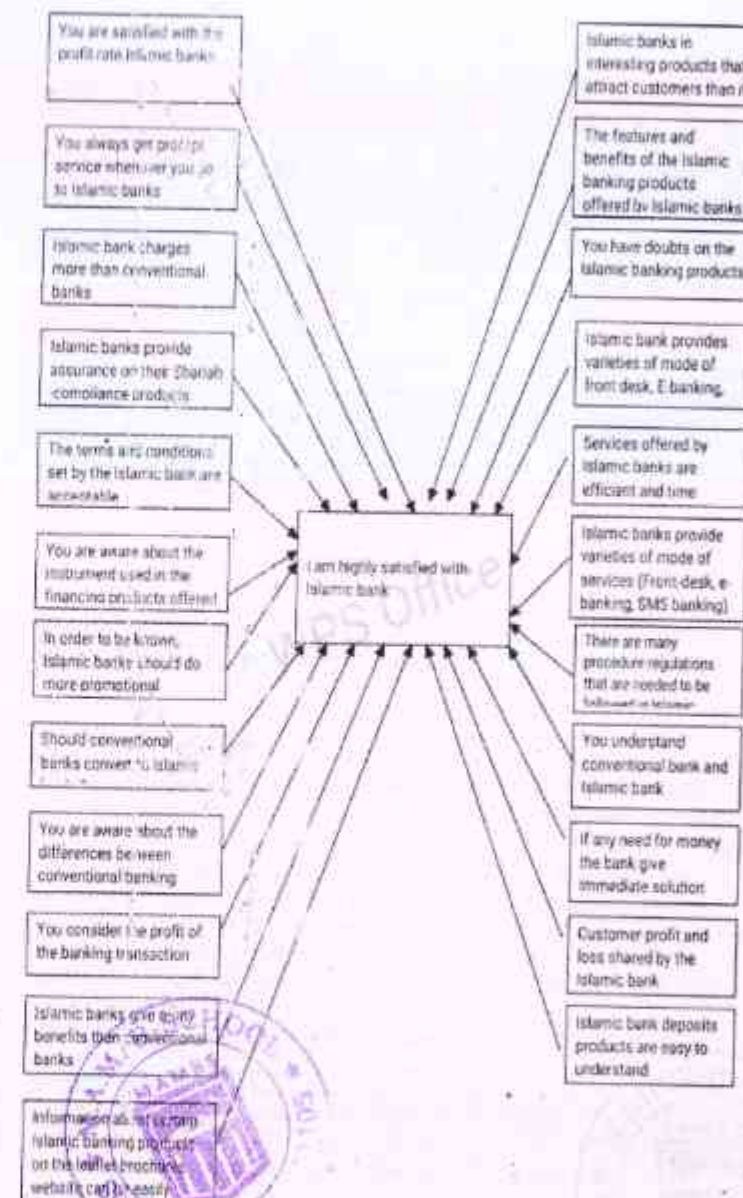 You are satisfied with the
profit rate Islamic banks
You always get prompt
service whenever you go
to Islamic banks
Islamic bank charges
more than conventional
banks
Islamic banks provide
assurance on their Shariah
-compliance products
The terms and conditions
set by the Islamic bank are
acceptable
You are aware about the
instrument used in the
financing products offered
In order to be known,
Islamic banks should do
more promotional
Should conventional
banks convert to Islamic
You are aware about the
differences between
conventional banking
You consider the profit of
the banking transaction
Islamic banks give
benefits than conventional
banks
Information about certain
Islamic banking products
on the leaflet brochure
website can be easily
I am highly satisfied with
Islamic bank
WPS Office
Islamic banks in
interesting products that
attract customers than
The features and
benefits of the Islamic
banking products
offered by Islamic banks
You have doubts on the
Islamic banking products
Islamic bank provides
varieties of mode of
front desk, E banking,
Services offered by
Islamic banks are
efficient and time
Islamic banks provide
varieties of mode of
services (Front-desk, e-
banking, SMS banking)
There are many
procedure regulations
that are needed to be
followed in Islamic
You understand
conventional bank and
Islamic bank
If any need for money
the bank give
immediate solution
Customer profit and
loss shared by the
Islamic bank
Islamic bank deposits
products are easy to
understand